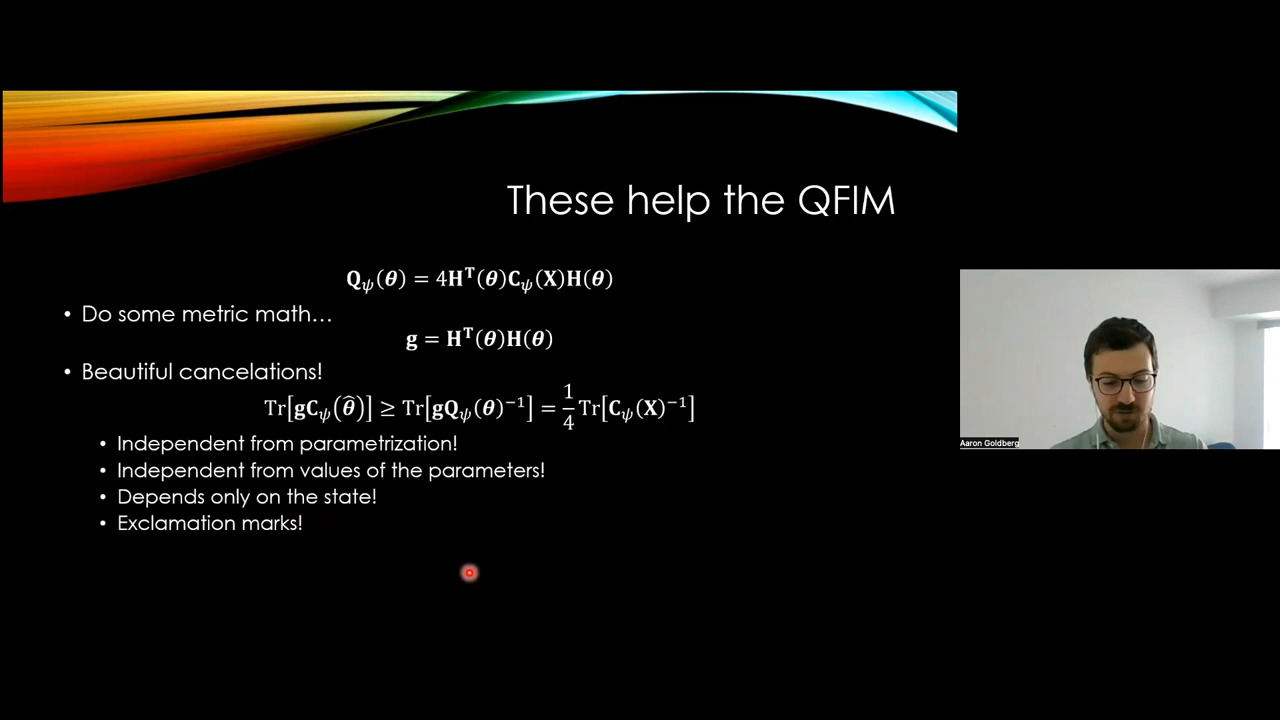 These help the QFIM
𝐐_ψ(𝜽) = 4𝐇^𝐓(𝜽)𝐂_ψ(𝐗)𝐇(𝜽)
• Do some metric math…
𝐠 = 𝐇^𝐓(𝜽)𝐇(𝜽)
• Beautiful cancelations!
Tr[𝐠𝐂_ψ(𝜽̂)] ≥ Tr[𝐠𝐐_ψ(𝜽)^−1] = 1/4 Tr[𝐂_ψ(𝐗)^−1]
• Independent from parametrization!
• Independent from values of the parameters!
• Depends only on the state!
• Exclamation marks!
Aaron Goldberg